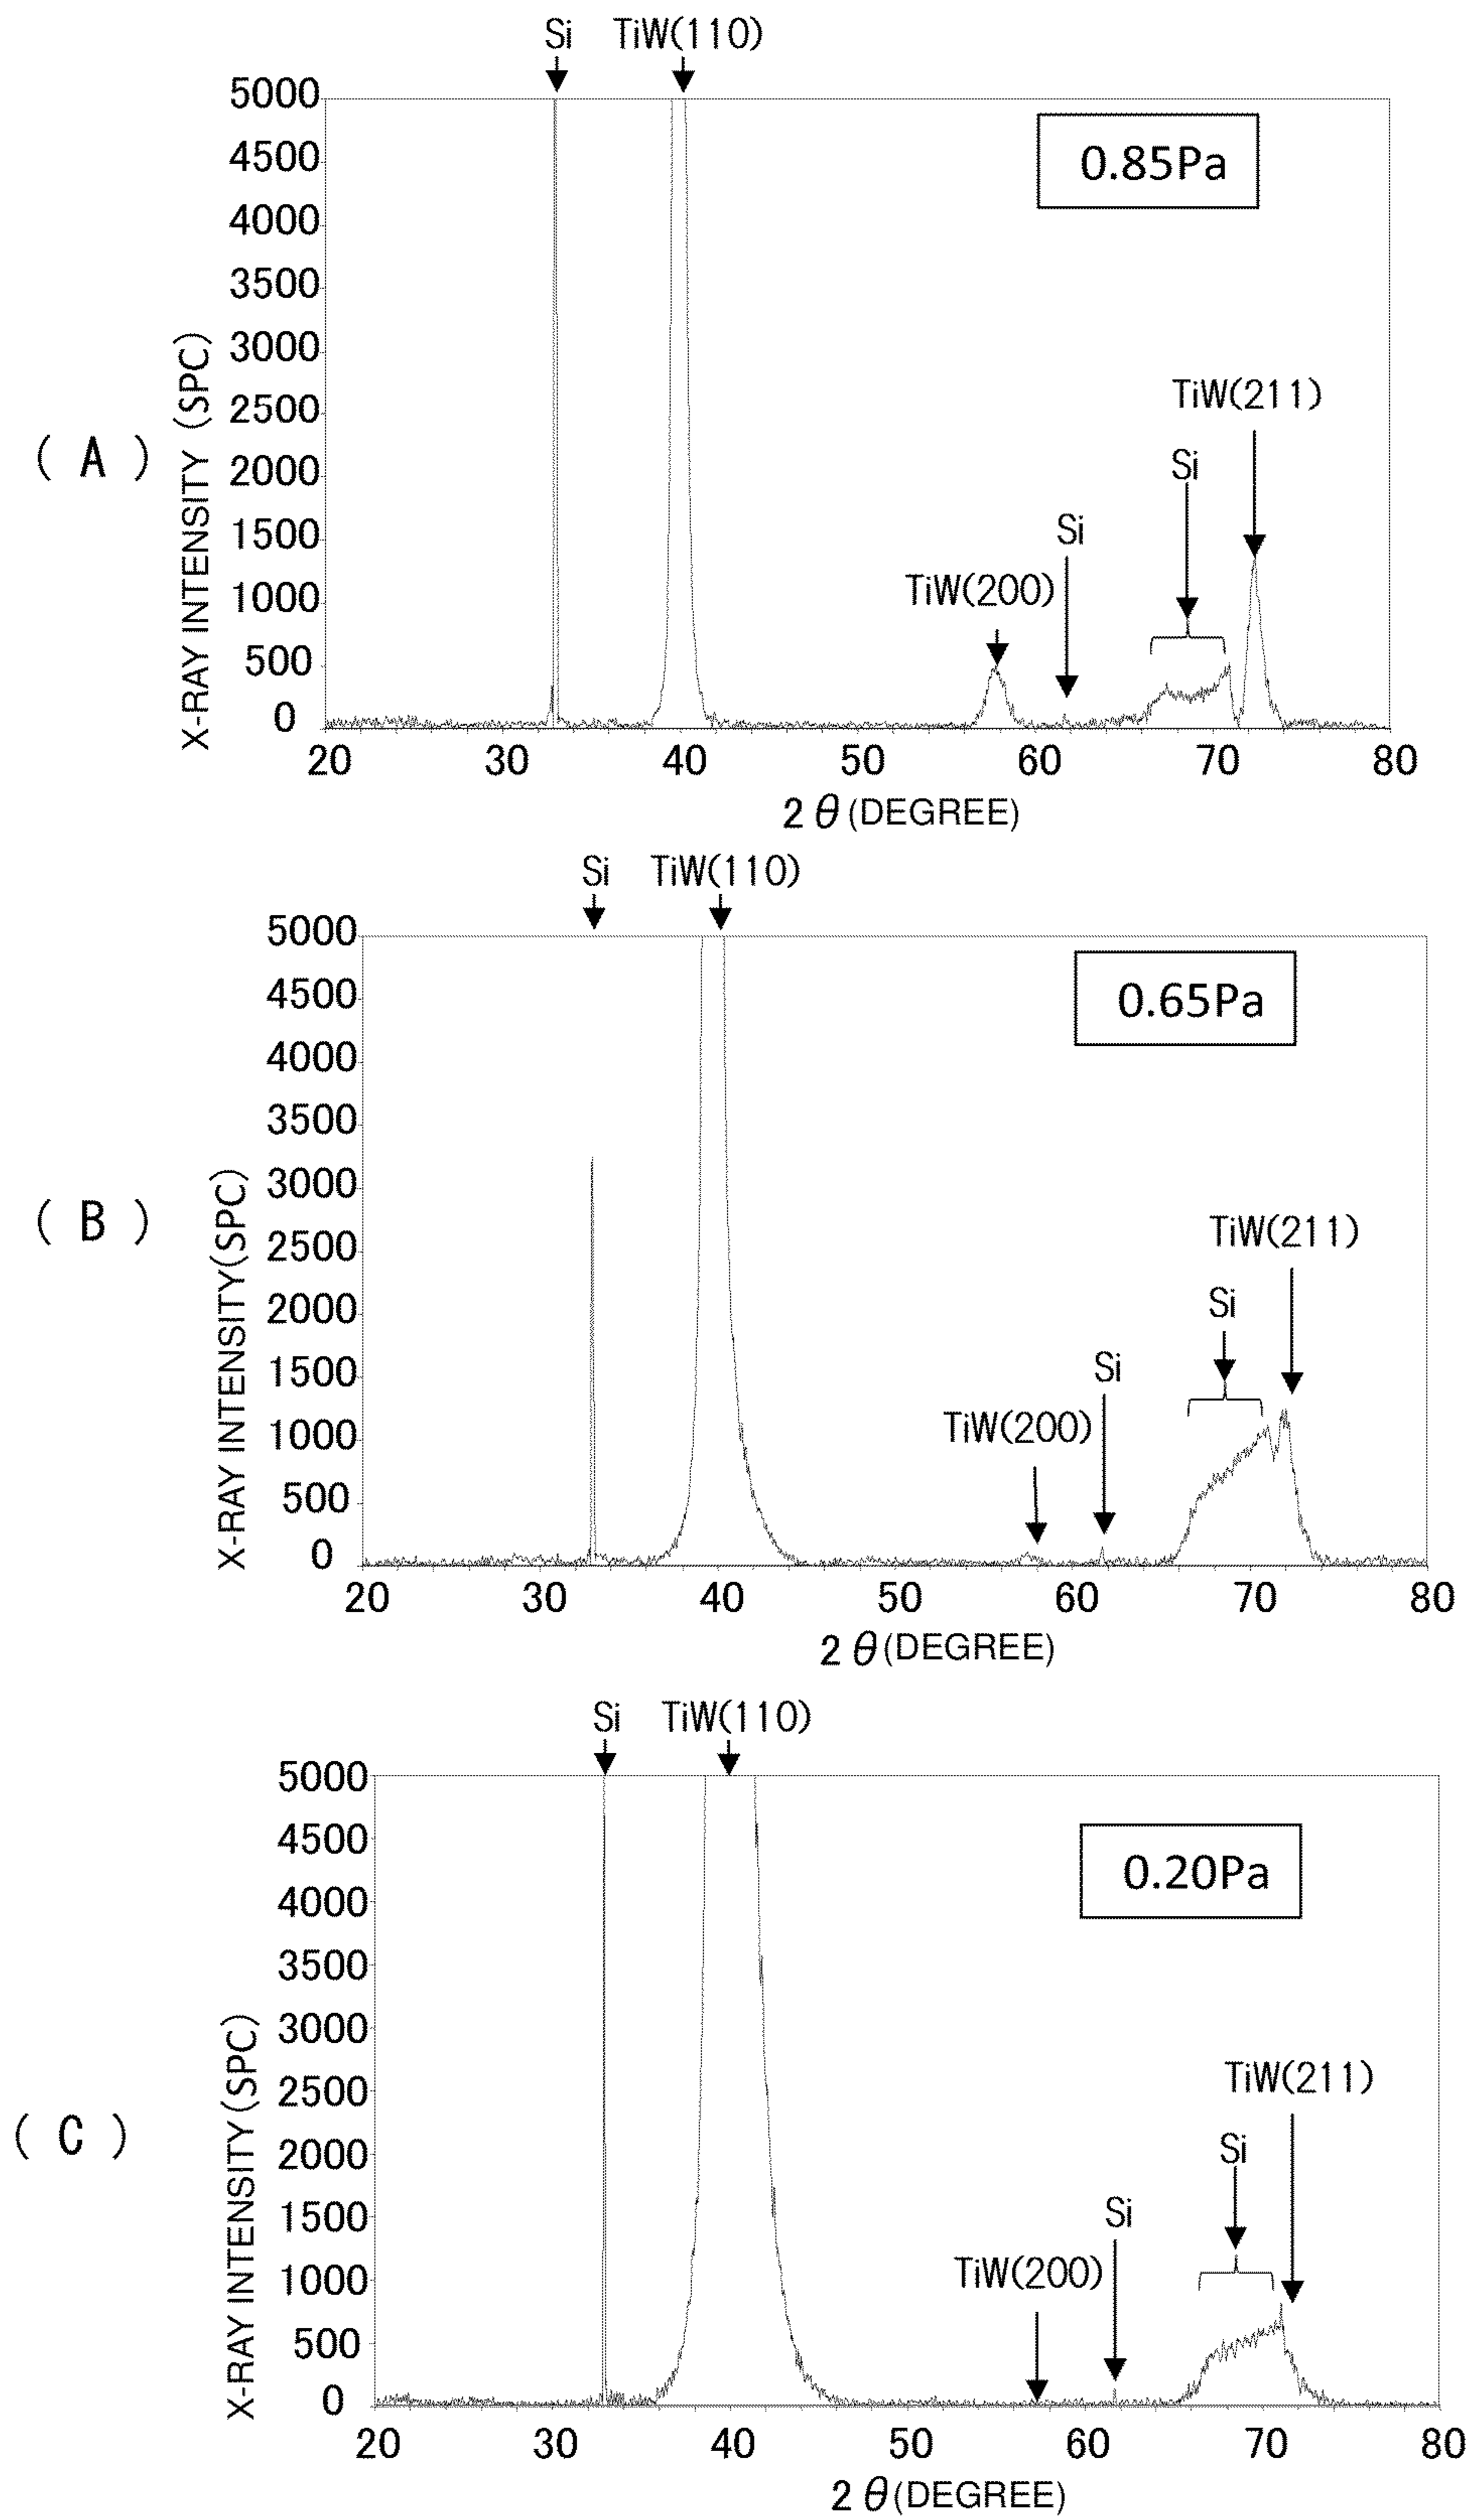 Si TiW(110)
5000
0.85Pa
4500
4000
3500
3000
2500
TiW(211)
( A )
2000
Si
1500
Si
1000
TiW(200)
500
0
X-RAY INTENSITY (SPC)
20 30 40 50 60 70 80
2 θ (DEGREE)
Si TiW(110)
5000
0.65Pa
4500
4000
3500
3000
( B )
TiW(211)
2500
Si
2000
1500
Si
1000
TiW(200)
500
0
X-RAY INTENSITY(SPC)
20 30 40 50 60 70 80
2 θ (DEGREE)
Si TiW(110)
5000
4500
0.20Pa
4000
3500
3000
2500
TiW(211)
( C )
2000
Si
1500
Si
1000
TiW(200)
500
0
X-RAY INTENSITY(SPC)
20 30 40 50 60 70 80
2 θ (DEGREE)